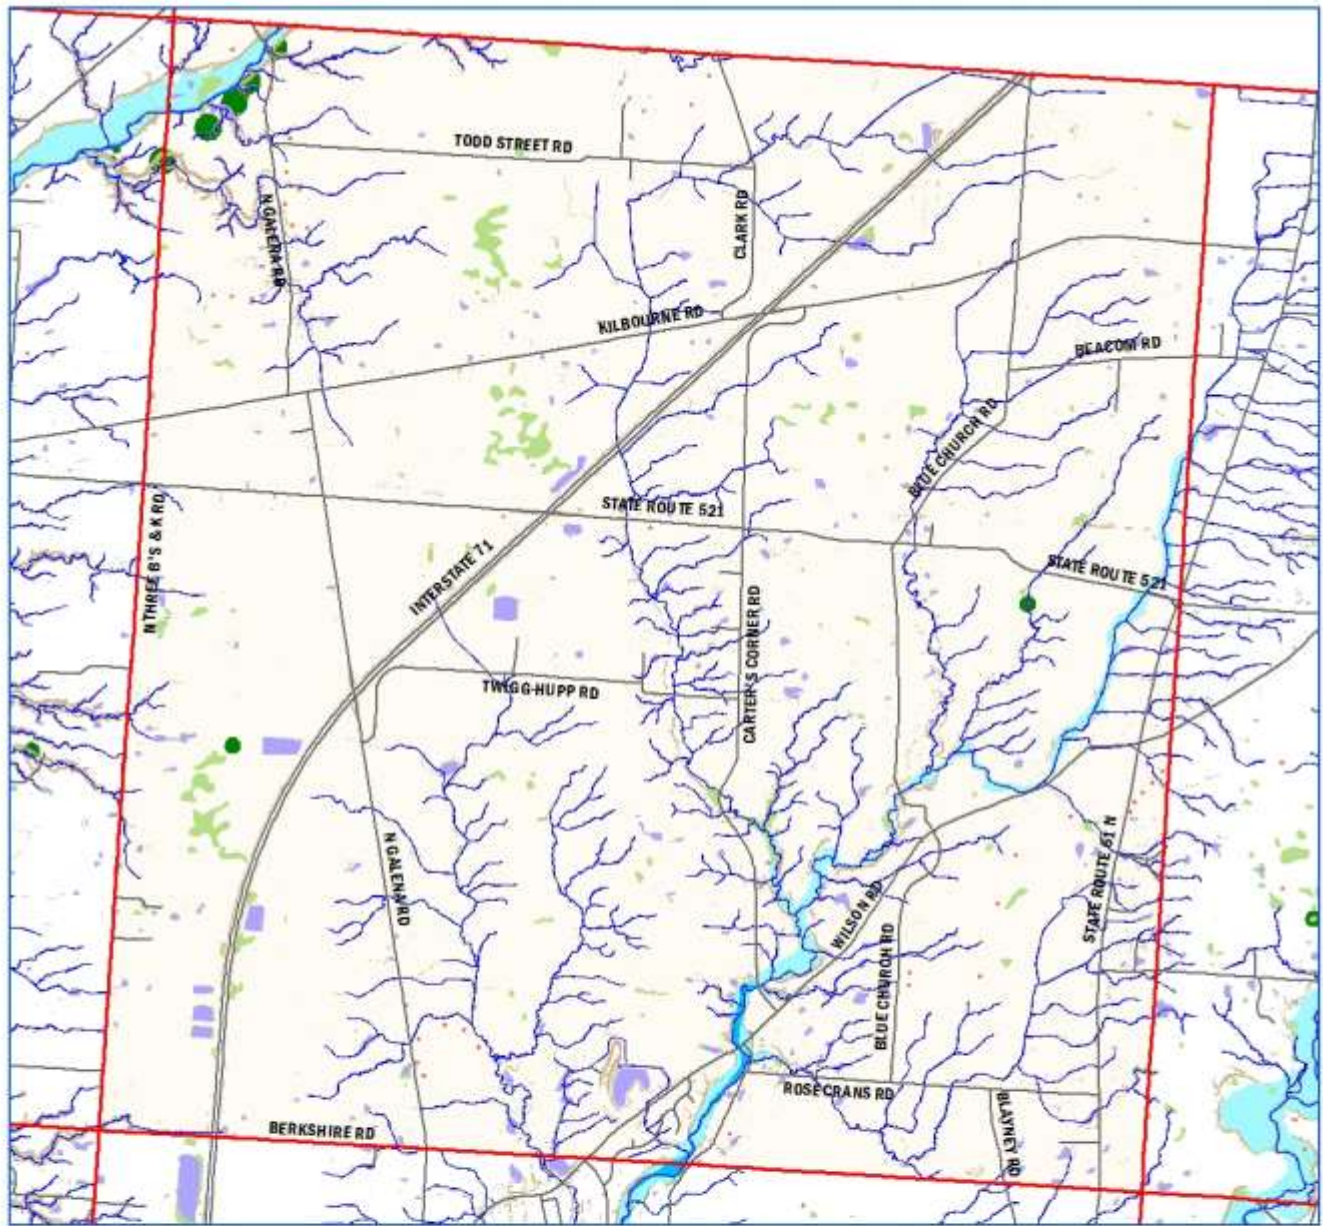 TODD STREET RD
N GALENA RD
CLARK RD
KILBOURNE RD
BEACOM RD
BLUE CHURCH RD
STATE ROUTE 521
N THREE B'S & K RD
INTERSTATE 71
STATE ROUTE 521
CARTER'S CORNER RD
TWIGG-HUPP RD
N GALENA RD
STATE ROUTE 61 N
WILSON RD
BLUE CHURCH RD
ROSECRANS RD
BLAYNEY RD
BERKSHIRE RD